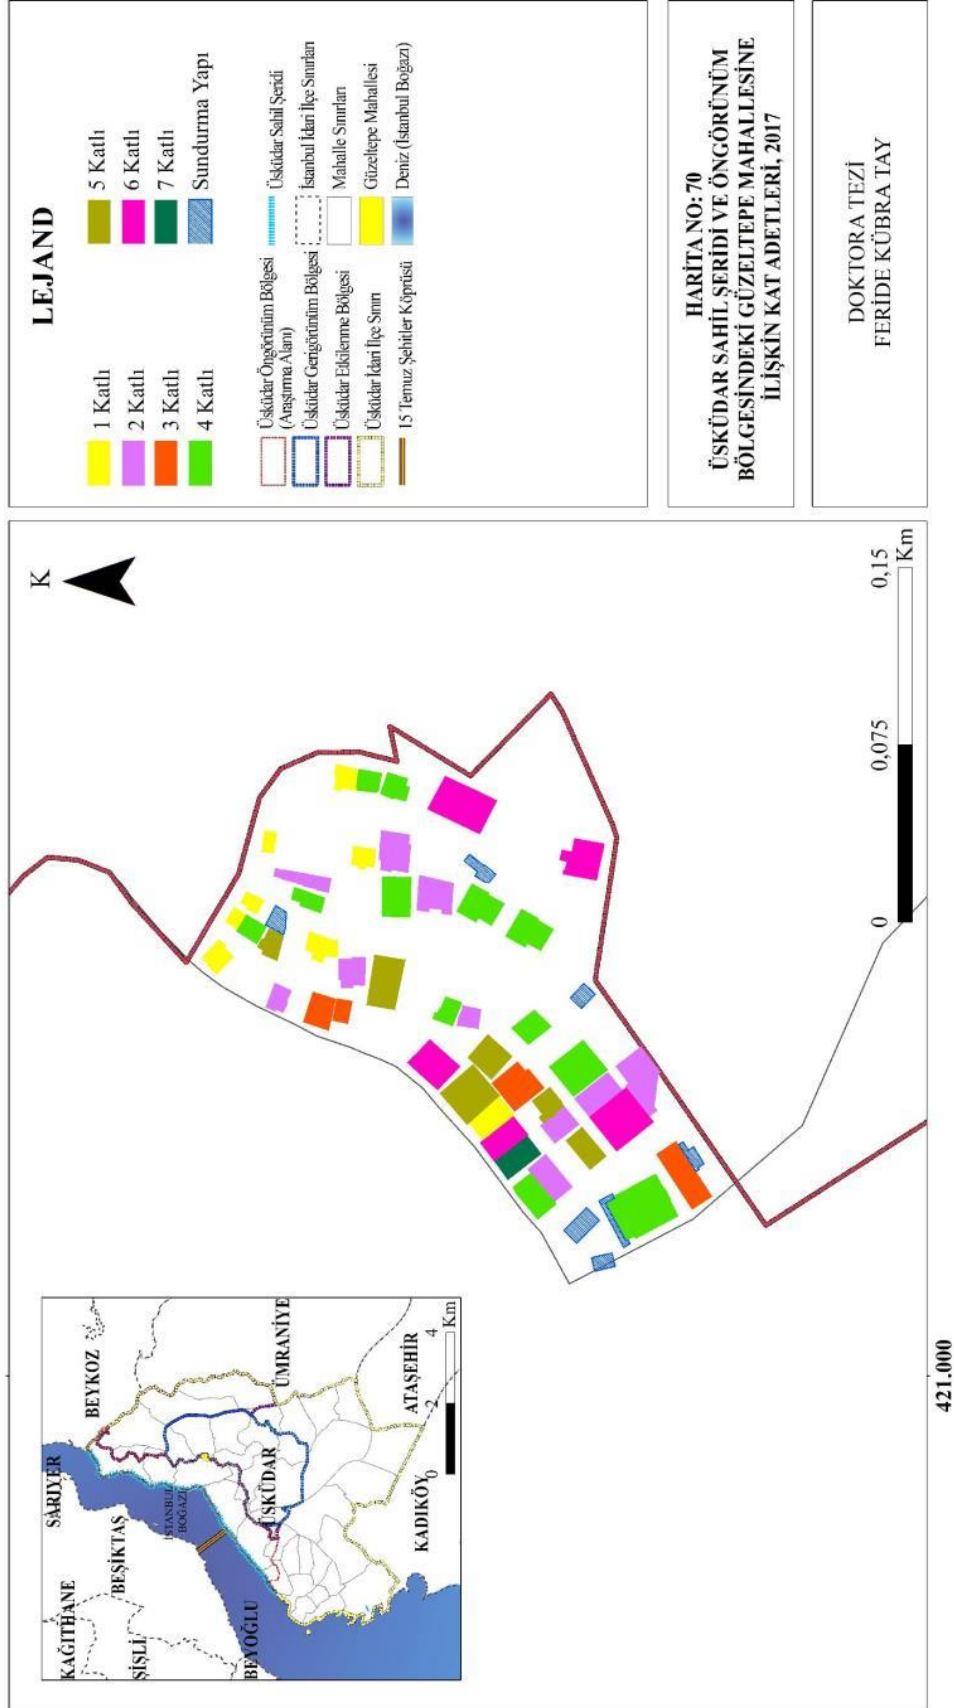 K
0
0,075
0,15
Km
SARIYER
BEYKOZ
KAĞITHANE
BEŞİKTAŞ
ŞİŞLİ
İSTANBUL
BOĞAZI
ÜSKÜDAR
ÜMRANİYE
BEYOĞLU
KADIKÖY
ATAŞEHİR
0
2
4
Km
421.000
LEJAND
1 Katlı
2 Katlı
3 Katlı
4 Katlı
5 Katlı
6 Katlı
7 Katlı
Sundurma Yapı
Üsküdar Öngörünüm Bölgesi
(Araştırma Alanı)
Üsküdar Gerigörünüm Bölgesi
Üsküdar Etkilenme Bölgesi
Üsküdar İdari İlçe Sınırı
15 Temuz Şehitler Köprüsü
Üsküdar Sahil Şeridi
İstanbul İdari İlçe Sınırları
Mahalle Sınırları
Güzeltepe Mahallesi
Deniz (İstanbul Boğazı)
HARİTA NO: 70
ÜSKÜDAR SAHİL ŞERİDİ VE ÖNGÖRÜNÜM
BÖLGESİNDEKİ GÜZELTEPE MAHALLESİNE
İLİŞKİN KAT ADETLERİ, 2017
DOKTORA TEZİ
FERİDE KÜBRA TAY